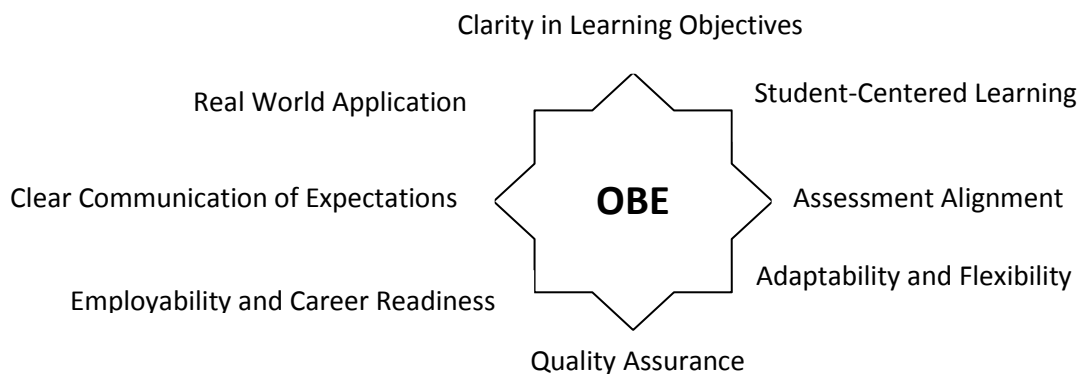 Clarity in Learning Objectives
Real World Application
Student-Centered Learning
Clear Communication of Expectations
OBE
Assessment Alignment
Adaptability and Flexibility
Employability and Career Readiness
Quality Assurance